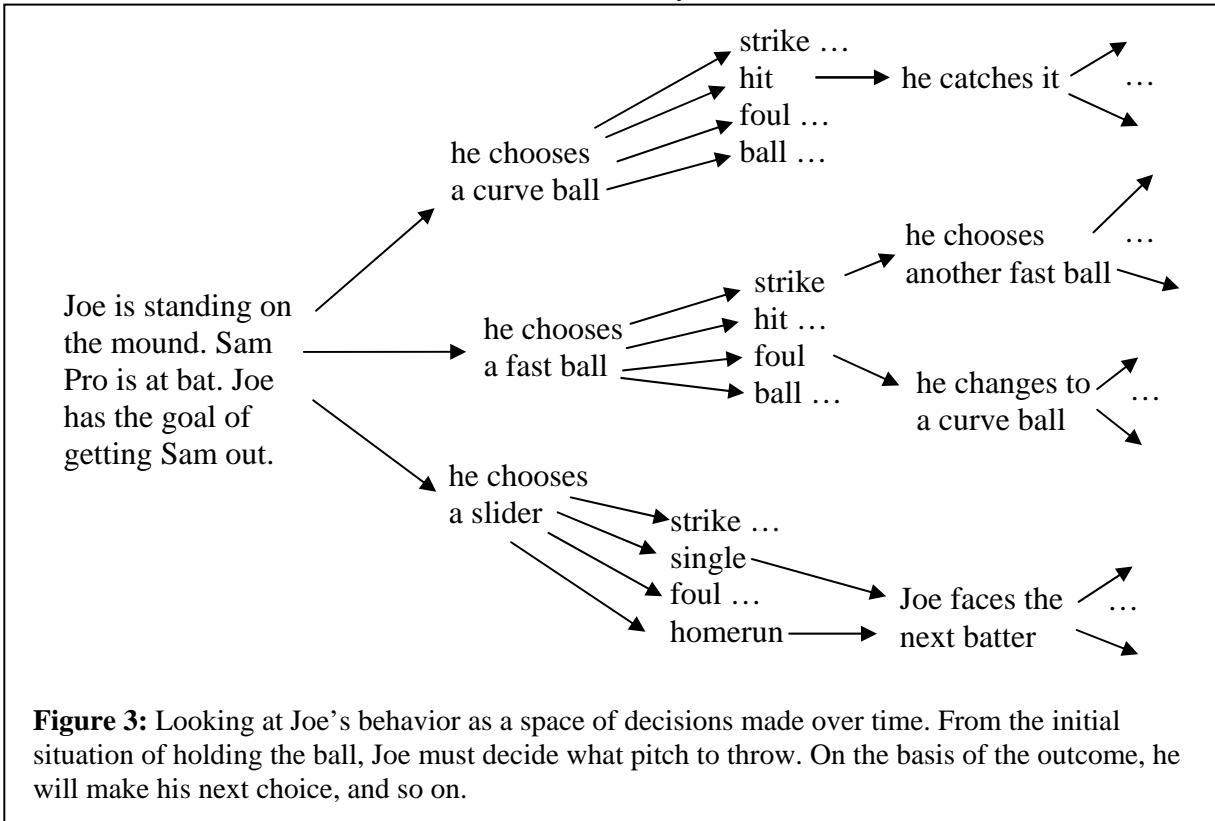 Joe is standing on
the mound. Sam
Pro is at bat. Joe
has the goal of
getting Sam out.
he chooses
a curve ball
strike …
hit
foul …
ball …
he catches it
…
he chooses
a fast ball
strike
hit …
foul
ball …
he chooses
another fast ball
…
he changes to
a curve ball
…
he chooses
a slider
strike …
single
foul …
homerun
Joe faces the
next batter
…
Figure 3: Looking at Joe’s behavior as a space of decisions made over time. From the initial
situation of holding the ball, Joe must decide what pitch to throw. On the basis of the outcome, he
will make his next choice, and so on.